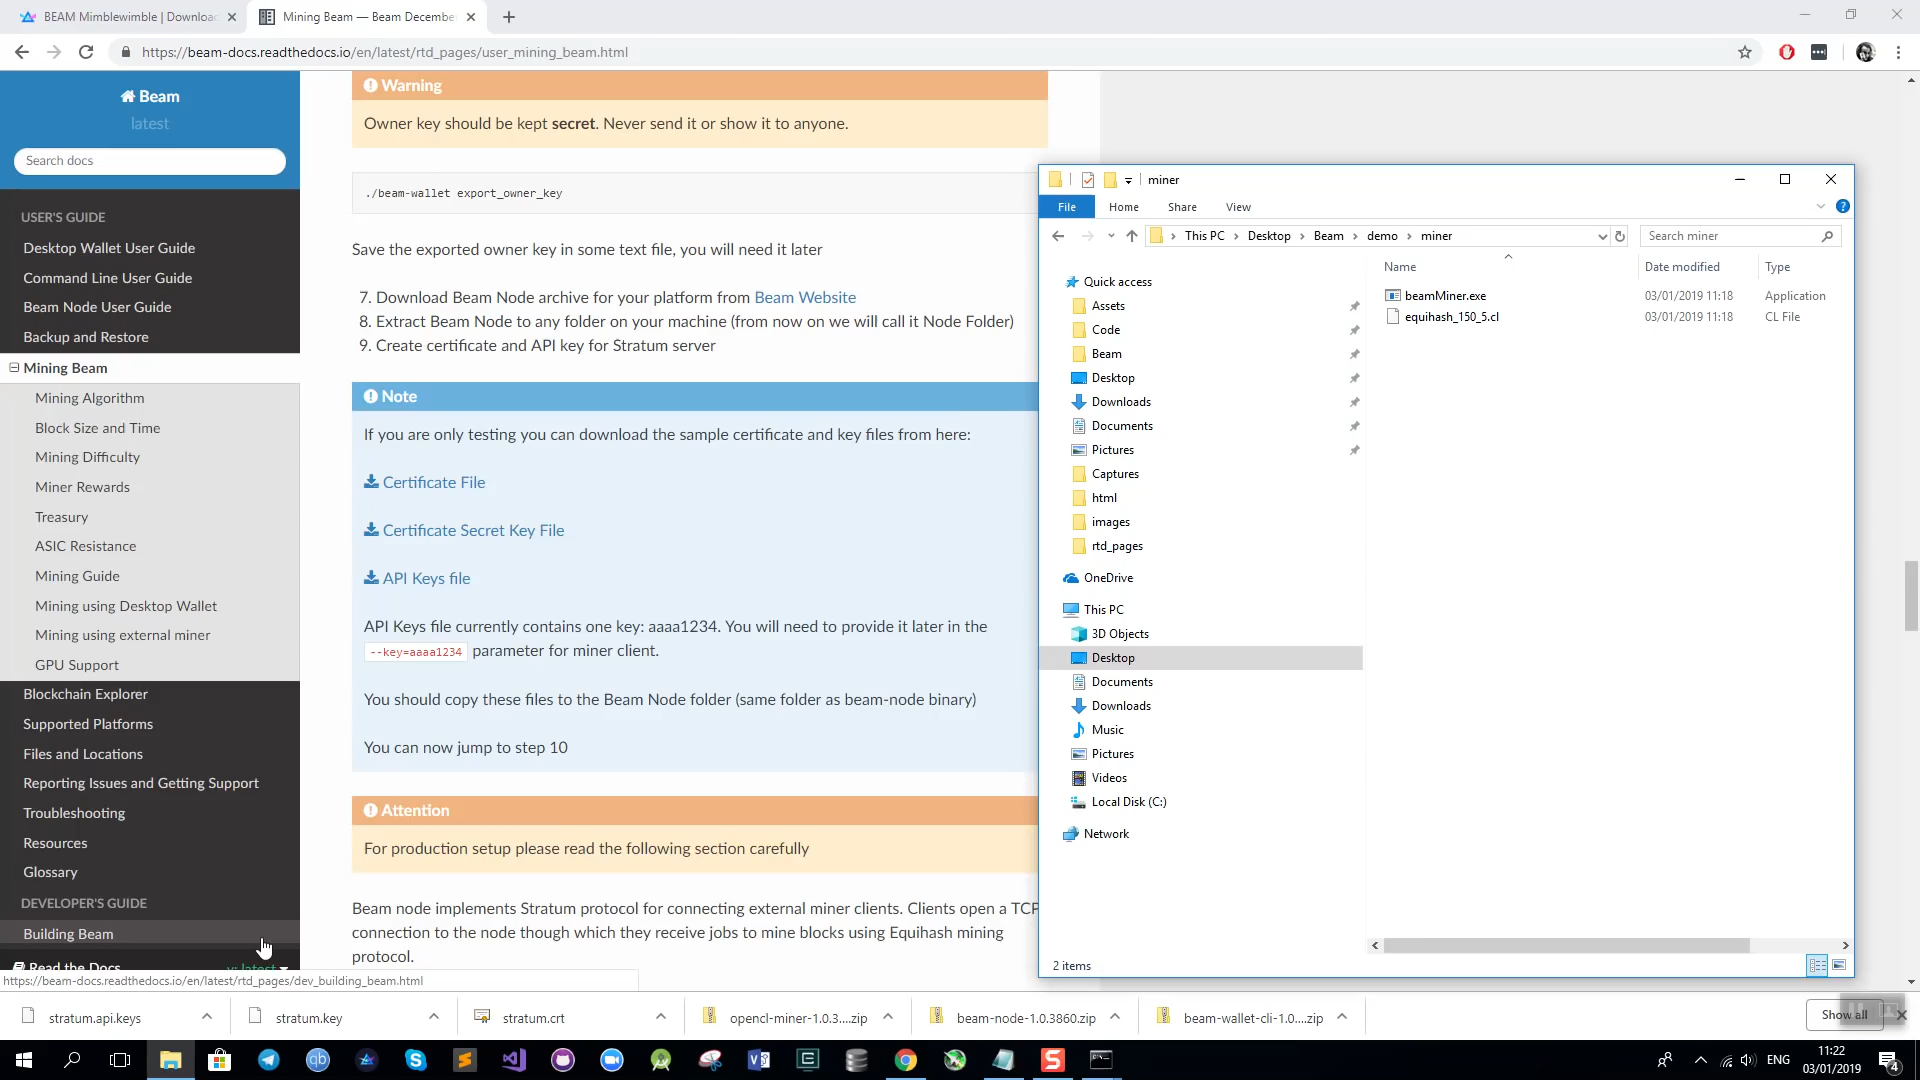 BEAM Mimblewimble | Downloa
Mining Beam — Beam December
https://beam-docs.readthedocs.io/en/latest/rtd_pages/user_mining_beam.html
Beam
latest
Search docs
USER'S GUIDE
Desktop Wallet User Guide
Command Line User Guide
Beam Node User Guide
Backup and Restore
Mining Beam
Mining Algorithm
Block Size and Time
Mining Difficulty
Miner Rewards
Treasury
ASIC Resistance
Mining Guide
Mining using Desktop Wallet
Mining using external miner
GPU Support
Blockchain Explorer
Supported Platforms
Files and Locations
Reporting Issues and Getting Support
Troubleshooting
Resources
Glossary
DEVELOPER'S GUIDE
Building Beam
Read the Docs
v: latest
https://beam-docs.readthedocs.io/en/latest/rtd_pages/dev_building_beam.html
Warning
Owner key should be kept secret. Never send it or show it to anyone.
./beam-wallet export_owner_key
Save the exported owner key in some text file, you will need it later
7. Download Beam Node archive for your platform from Beam Website
8. Extract Beam Node to any folder on your machine (from now on we will call it Node Folder)
9. Create certificate and API key for Stratum server
Note
If you are only testing you can download the sample certificate and key files from here:
Certificate File
Certificate Secret Key File
API Keys file
API Keys file currently contains one key: aaaa1234. You will need to provide it later in the
--key=aaaa1234 parameter for miner client.
You should copy these files to the Beam Node folder (same folder as beam-node binary)
You can now jump to step 10
Attention
For production setup please read the following section carefully
Beam node implements Stratum protocol for connecting external miner clients. Clients open a TCP
connection to the node though which they receive jobs to mine blocks using Equihash mining
protocol.
miner
File Home Share View
This PC Desktop Beam demo miner
Search miner
Name Date modified Type
beamMiner.exe 03/01/2019 11:18 Application
equihash_150_5.cl 03/01/2019 11:18 CL File
Quick access
Assets
Code
Beam
Desktop
Downloads
Documents
Pictures
Captures
html
images
rtd_pages
OneDrive
This PC
3D Objects
Desktop
Documents
Downloads
Music
Pictures
Videos
Local Disk (C:)
Network
2 items
stratum.api.keys
stratum.key
stratum.crt
opencl-miner-1.0.3....zip
beam-node-1.0.3860.zip
beam-wallet-cli-1.0....zip
Show all
ENG
11:22
03/01/2019
4